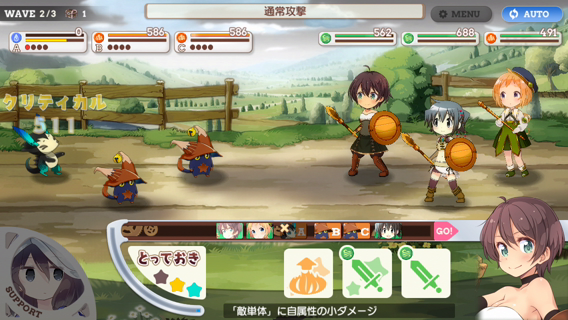 WAVE 2/3 1
通常攻撃
MENU
AUTO
A 0
B 586
C 586
562
688
491
クリティカル
511
A B C GO!
とっておき
SUPPORT
「敵単体」に自属性の小ダメージ